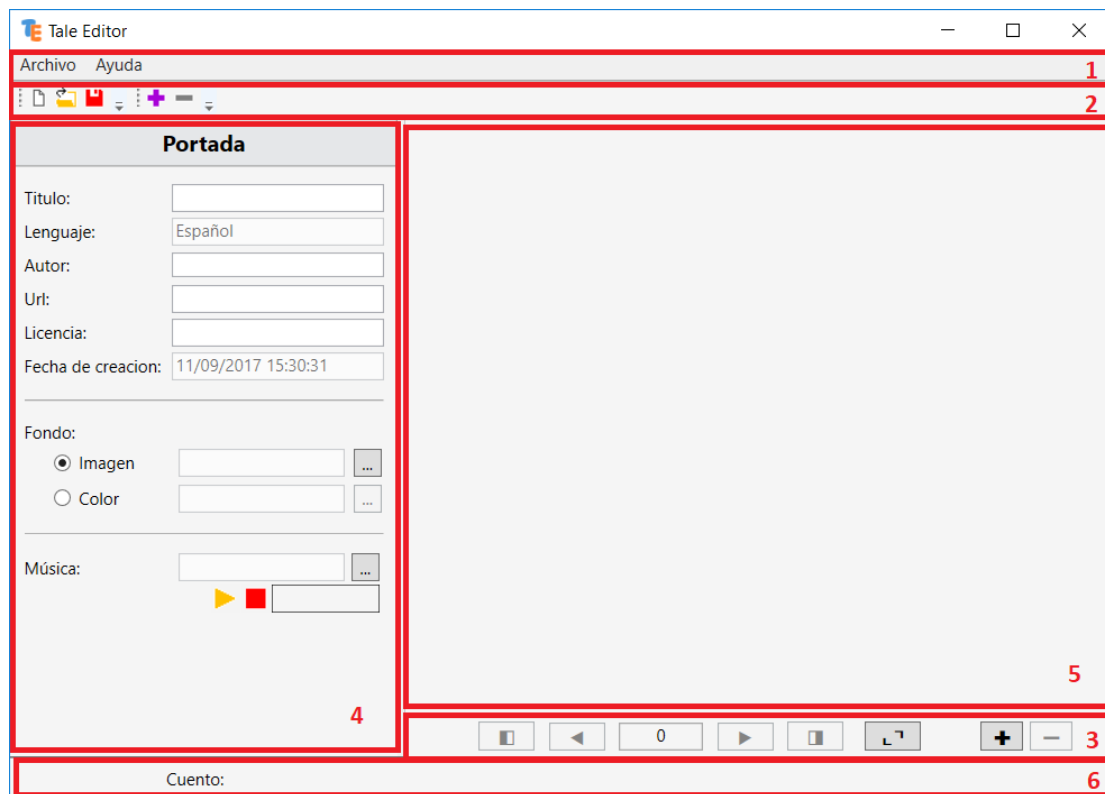 TE Tale Editor
Archivo Ayuda
1
2
Portada
Titulo:
Lenguaje: Español
Autor:
Url:
Licencia:
Fecha de creacion: 11/09/2017 15:30:31
Fondo:
Imagen ...
Color ...
Música: ...
4
5
0
3
Cuento:
6